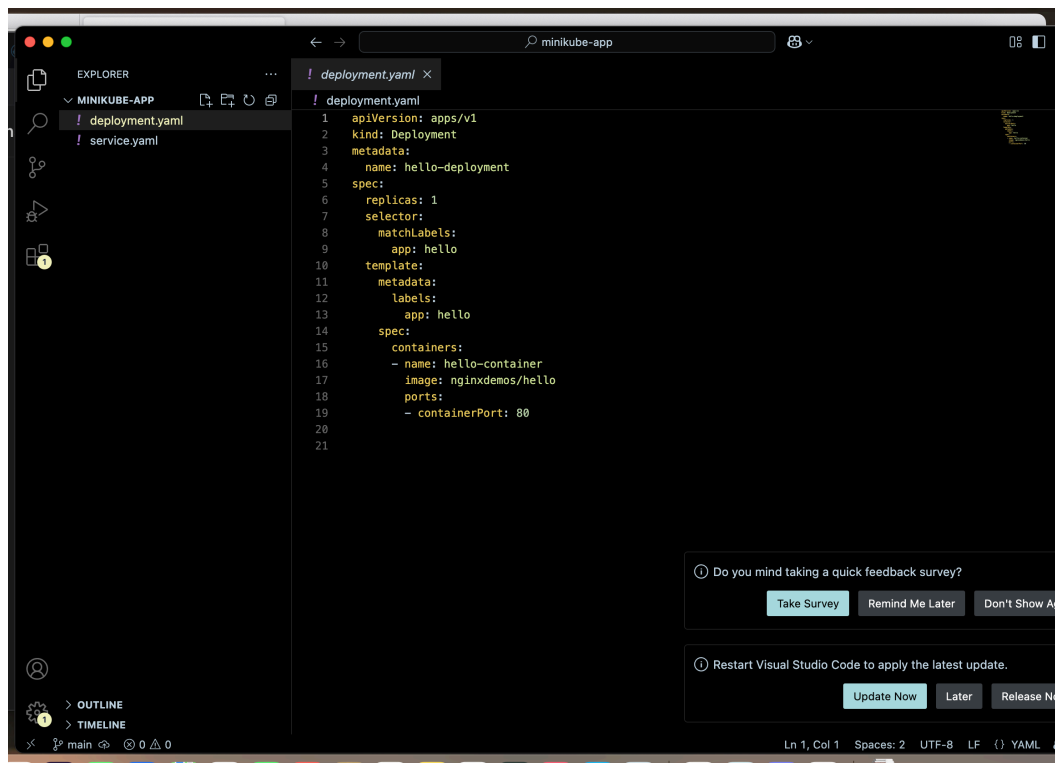 minikube-app
EXPLORER
MINIKUBE-APP
deployment.yaml
service.yaml
deployment.yaml
deployment.yaml
1 apiVersion: apps/v1
2 kind: Deployment
3 metadata:
4 name: hello-deployment
5 spec:
6 replicas: 1
7 selector:
8 matchLabels:
9 app: hello
10 template:
11 metadata:
12 labels:
13 app: hello
14 spec:
15 containers:
16 - name: hello-container
17 image: nginxdemos/hello
18 ports:
19 - containerPort: 80
20
21
Do you mind taking a quick feedback survey?
Take Survey Remind Me Later Don't Show A
Restart Visual Studio Code to apply the latest update.
Update Now Later Release N
1
1
OUTLINE
TIMELINE
main 0 0 Ln 1, Col 1 Spaces: 2 UTF-8 LF {} YAML